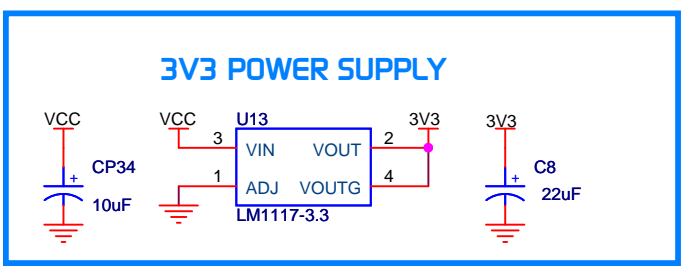 3V3 POWER SUPPLY
VCC
VCC
U13
3V3
3V3
3
VIN
VOUT
2
CP34
+
10uF
1
ADJ
VOUTG
4
C8
+
22uF
LM1117-3.3